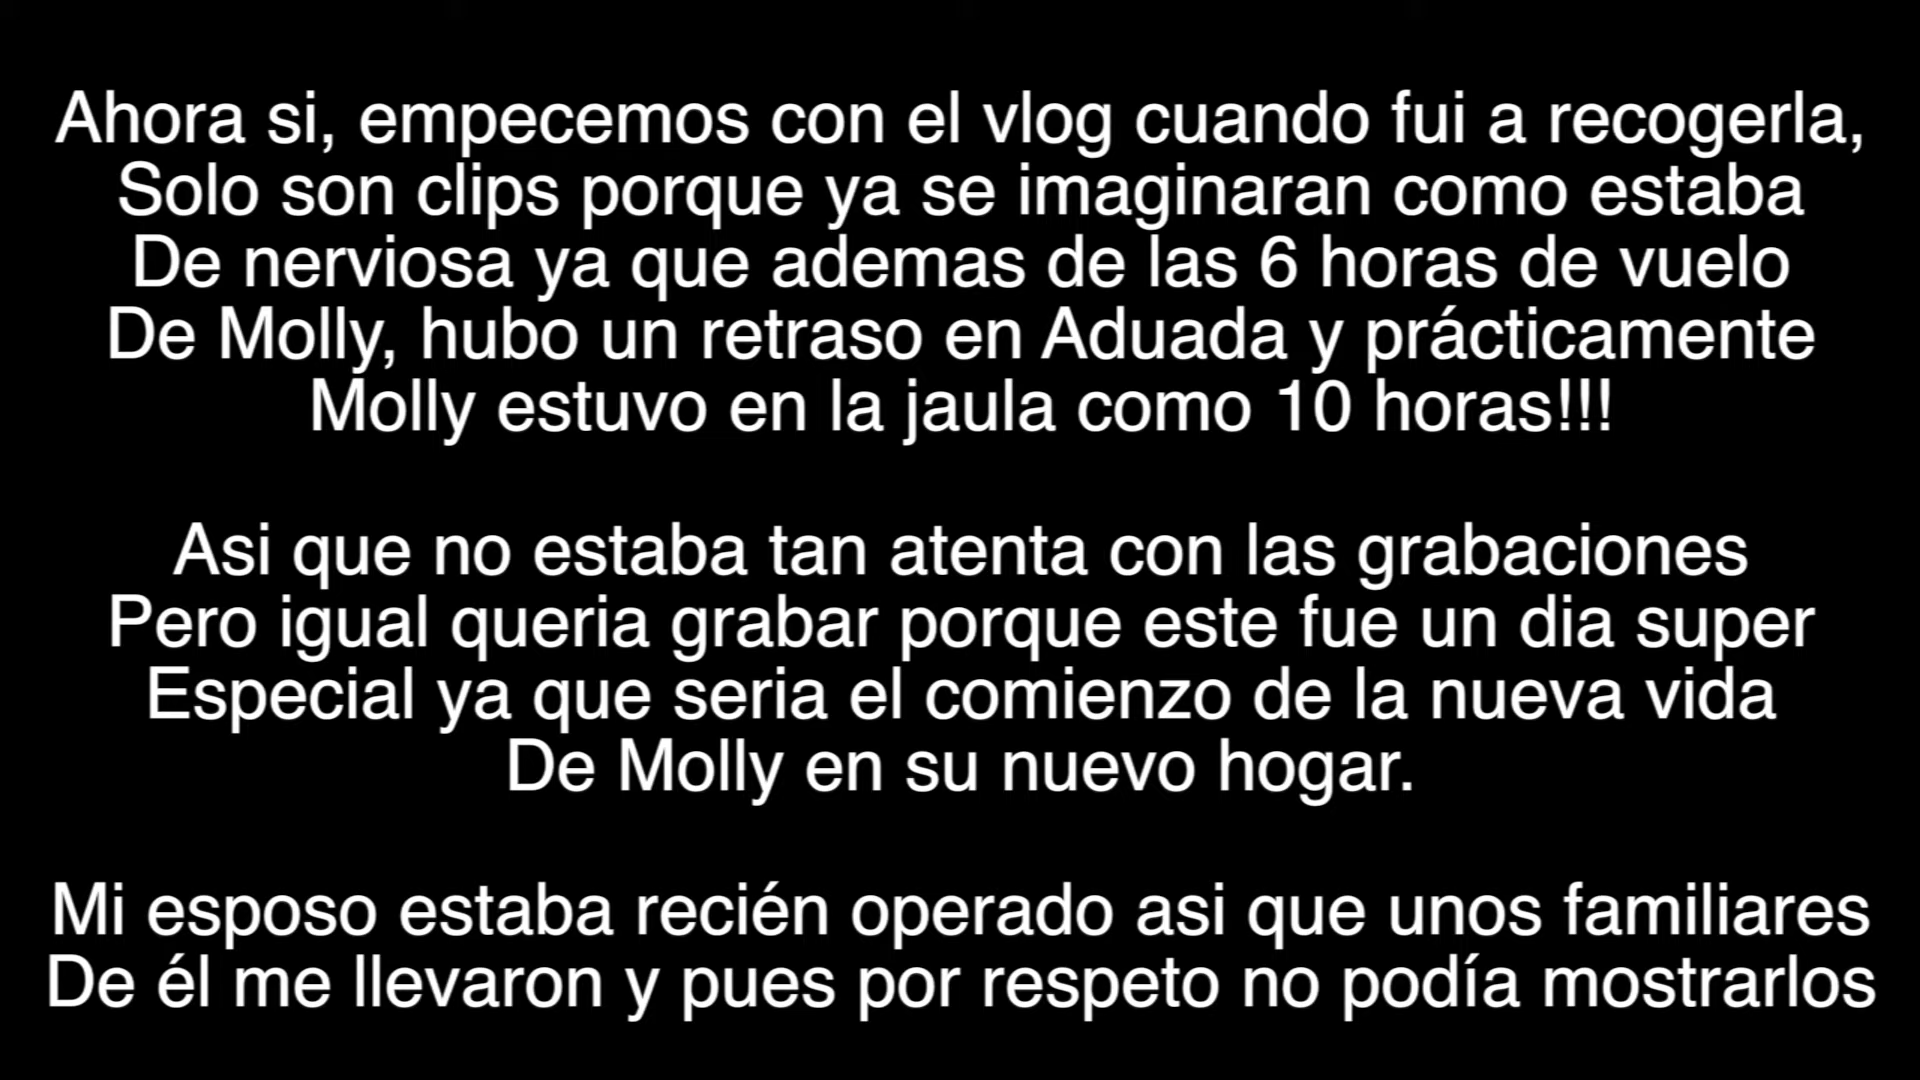 Ahora si, empecemos con el vlog cuando fui a recogerla,
Solo son clips porque ya se imaginaran como estaba
De nerviosa ya que ademas de las 6 horas de vuelo
De Molly, hubo un retraso en Aduada y prácticamente
Molly estuvo en la jaula como 10 horas!!!
Asi que no estaba tan atenta con las grabaciones
Pero igual queria grabar porque este fue un dia super
Especial ya que seria el comienzo de la nueva vida
De Molly en su nuevo hogar.
Mi esposo estaba recién operado asi que unos familiares
De él me llevaron y pues por respeto no podía mostrarlos